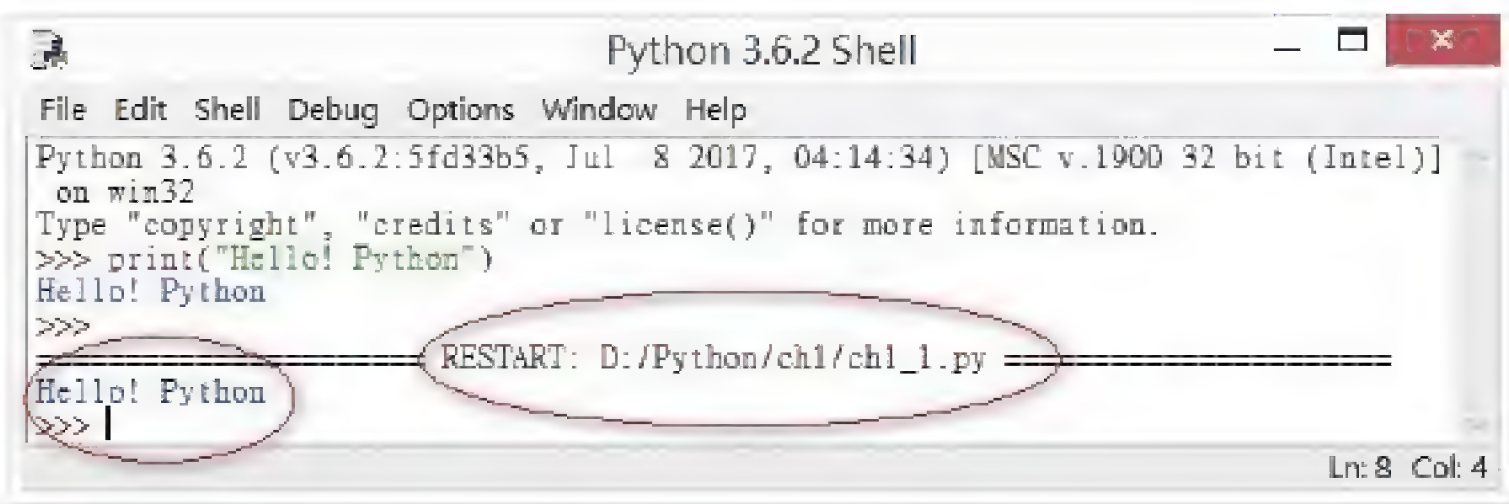 Python 3.6.2 Shell
File Edit Shell Debug Options Window Help
Python 3.6.2 (v3.6.2:5fd33b5, Jul  8 2017, 04:14:34) [MSC v.1900 32 bit (Intel)]
 on win32
Type "copyright", "credits" or "license()" for more information.
>>> print("Hello! Python")
Hello! Python
>>>
======================== RESTART: D:/Python/ch1/ch1_1.py ========================
Hello! Python
>>>
Ln: 8 Col: 4